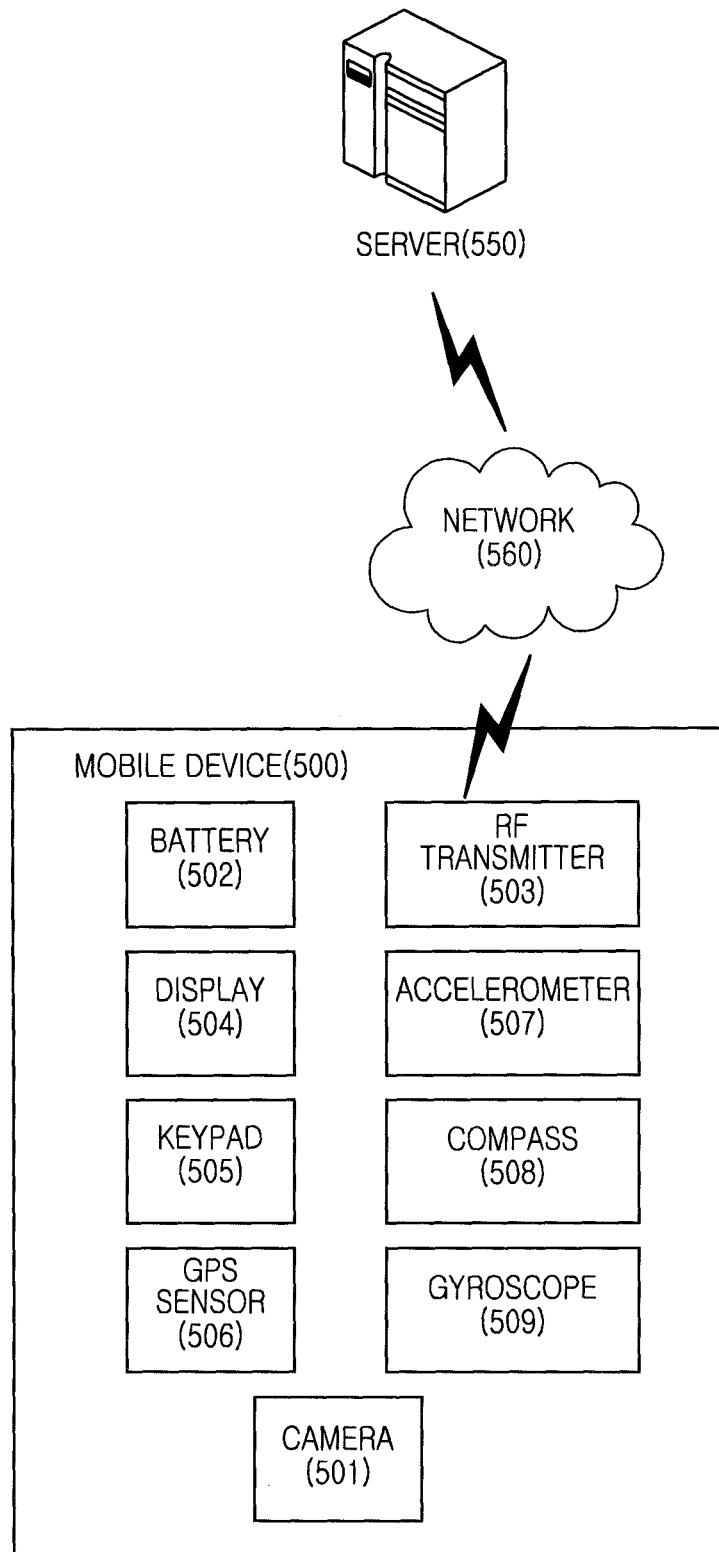 SERVER(550)
NETWORK
(560)
MOBILE DEVICE(500)
BATTERY
(502)
RF
TRANSMITTER
(503)
DISPLAY
(504)
ACCELEROMETER
(507)
KEYPAD
(505)
COMPASS
(508)
GPS
SENSOR
(506)
GYROSCOPE
(509)
CAMERA
(501)